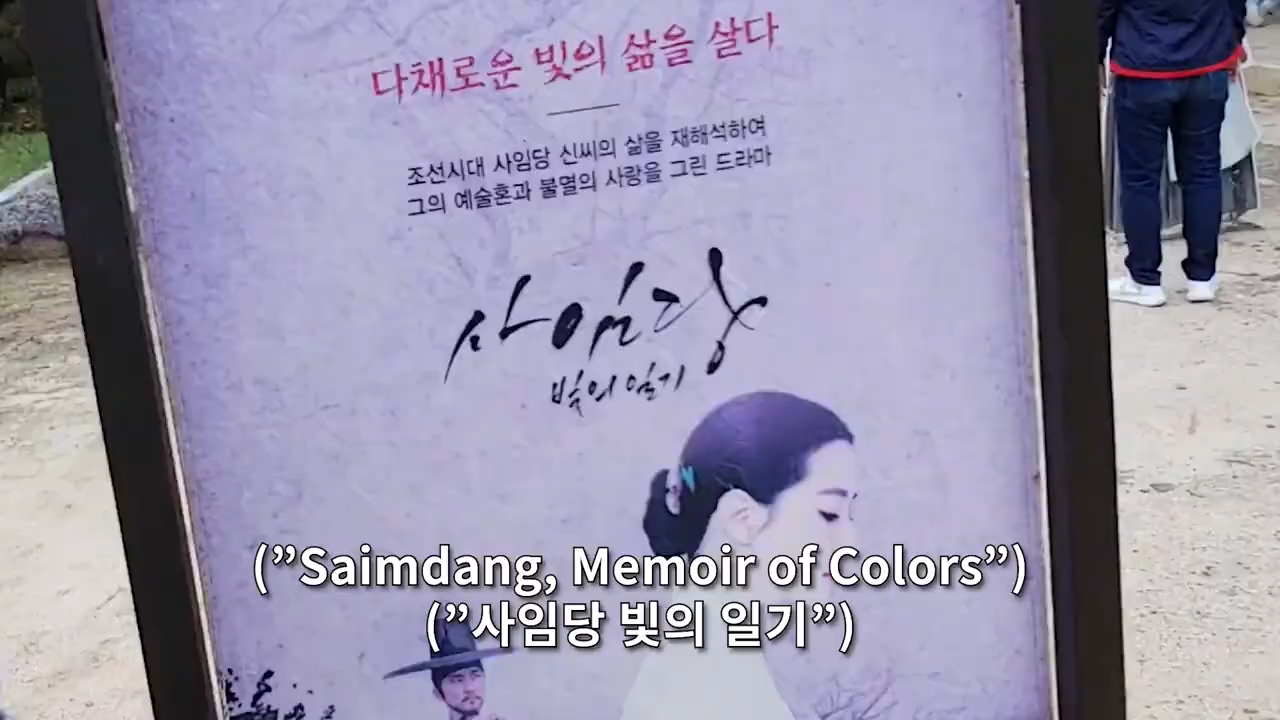 다채로운 빛의 삶을 살다
조선시대 사임당 신씨의 삶을 재해석하여
그의 예술혼과 불멸의 사랑을 그린 드라마
사임당
빛의 일기
("Saimdang, Memoir of Colors")
("사임당 빛의 일기")